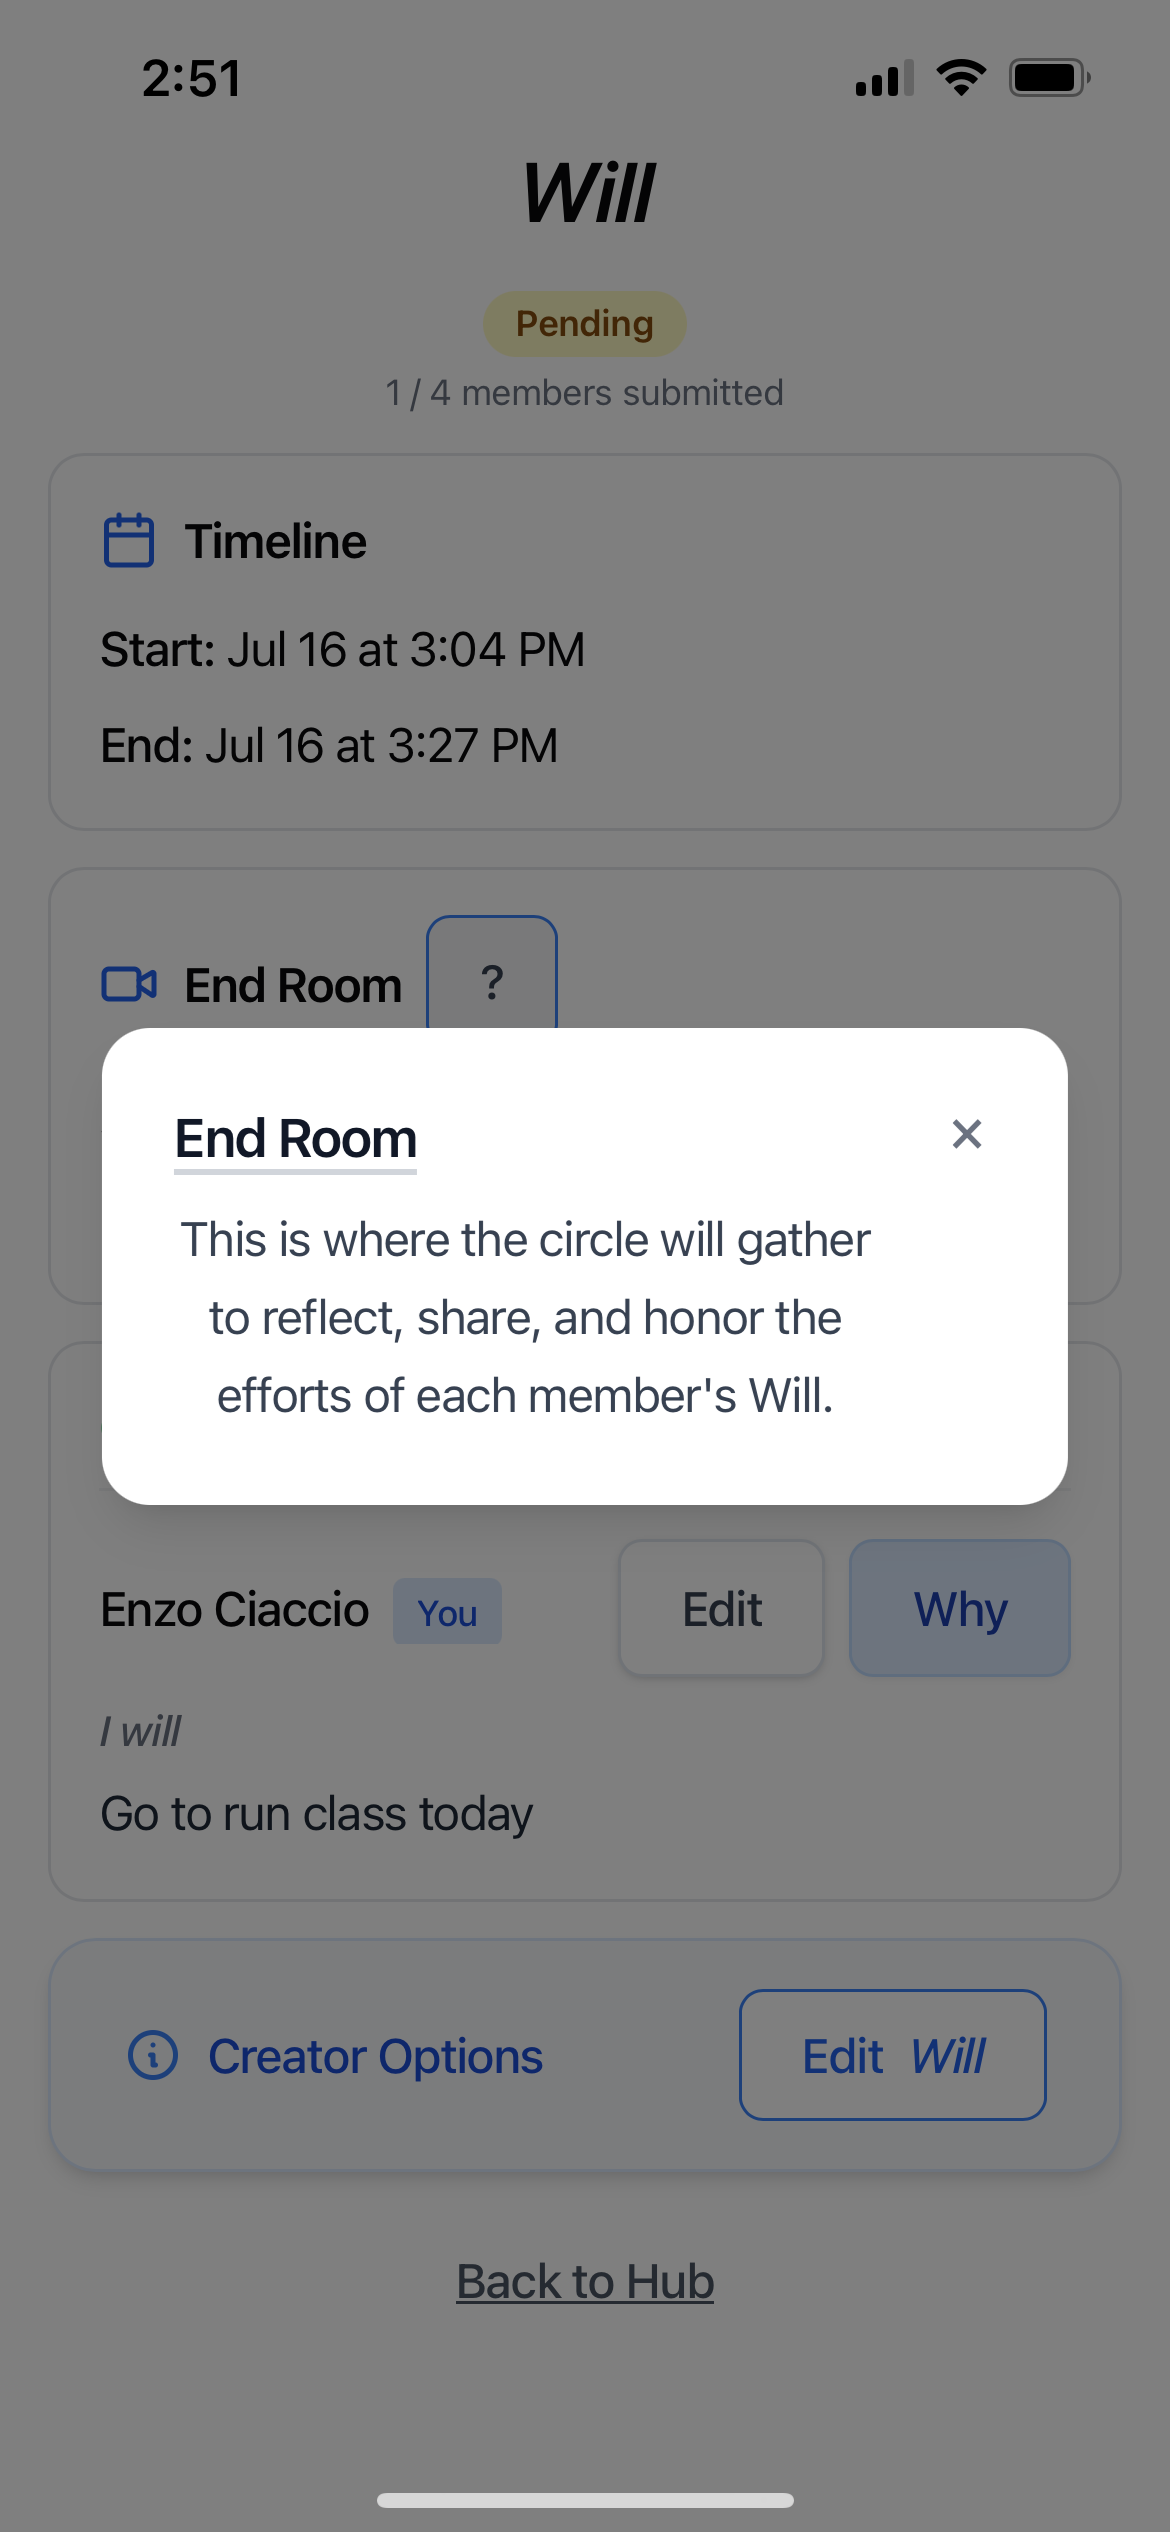 2:51
Will
Pending
1 / 4 members submitted
Timeline
Start: Jul 16 at 3:04 PM
End: Jul 16 at 3:27 PM
End Room ?
End Room ×
This is where the circle will gather
to reflect, share, and honor the
efforts of each member's Will.
Enzo Ciaccio You Edit Why
I will
Go to run class today
Creator Options Edit Will
Back to Hub